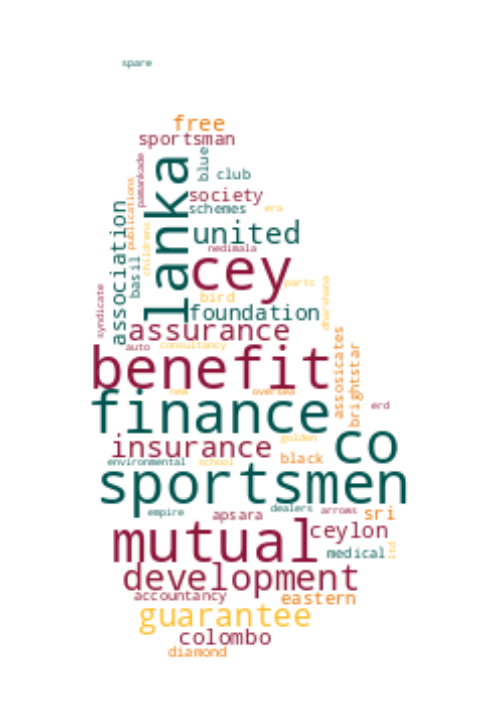 spare
free
sportsman
pamankade
lanka
blue
club
publications
society
childrens
schemes
era
association
basil
united
nedimala
cey
syndicate
bird
parts
dharshana
foundation
assurance
auto
consultancy
assosicates
brightstar
benefit
new
oversea
finance
erd
co
insurance
golden
black
environmental
school
sportsmen
empire
apsara
dealers
arrows
sri
mutual
ceylon
medical
ltd
development
accountancy
eastern
guarantee
colombo
diamond